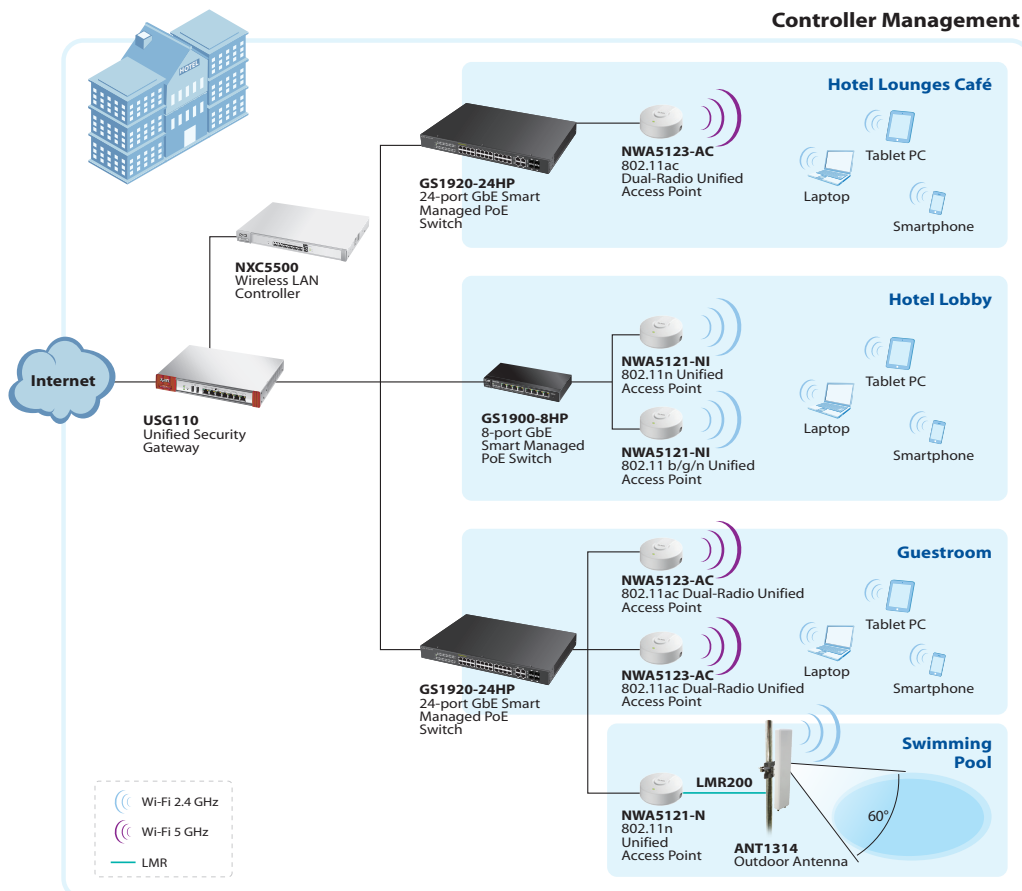 Controller Management
HOTEL
Hotel Lounges Café
NWA5123-AC
802.11ac
Dual-Radio Unified
Access Point
Tablet PC
Laptop
Smartphone
GS1920-24HP
24-port GbE Smart
Managed PoE
Switch
NXC5500
Wireless LAN
Controller
Hotel Lobby
Internet
USG110
Unified Security
Gateway
GS1900-8HP
8-port GbE
Smart Managed
PoE Switch
NWA5121-NI
802.11n Unified
Access Point
NWA5121-NI
802.11 b/g/n Unified
Access Point
Tablet PC
Laptop
Smartphone
Guestroom
NWA5123-AC
802.11ac Dual-Radio Unified
Access Point
NWA5123-AC
802.11ac Dual-Radio Unified
Access Point
Tablet PC
Laptop
Smartphone
GS1920-24HP
24-port GbE Smart
Managed PoE
Switch
Swimming
Pool
LMR200
60°
NWA5121-N
802.11n
Unified
Access Point
ANT1314
Outdoor Antenna
Wi-Fi 2.4 GHz
Wi-Fi 5 GHz
LMR